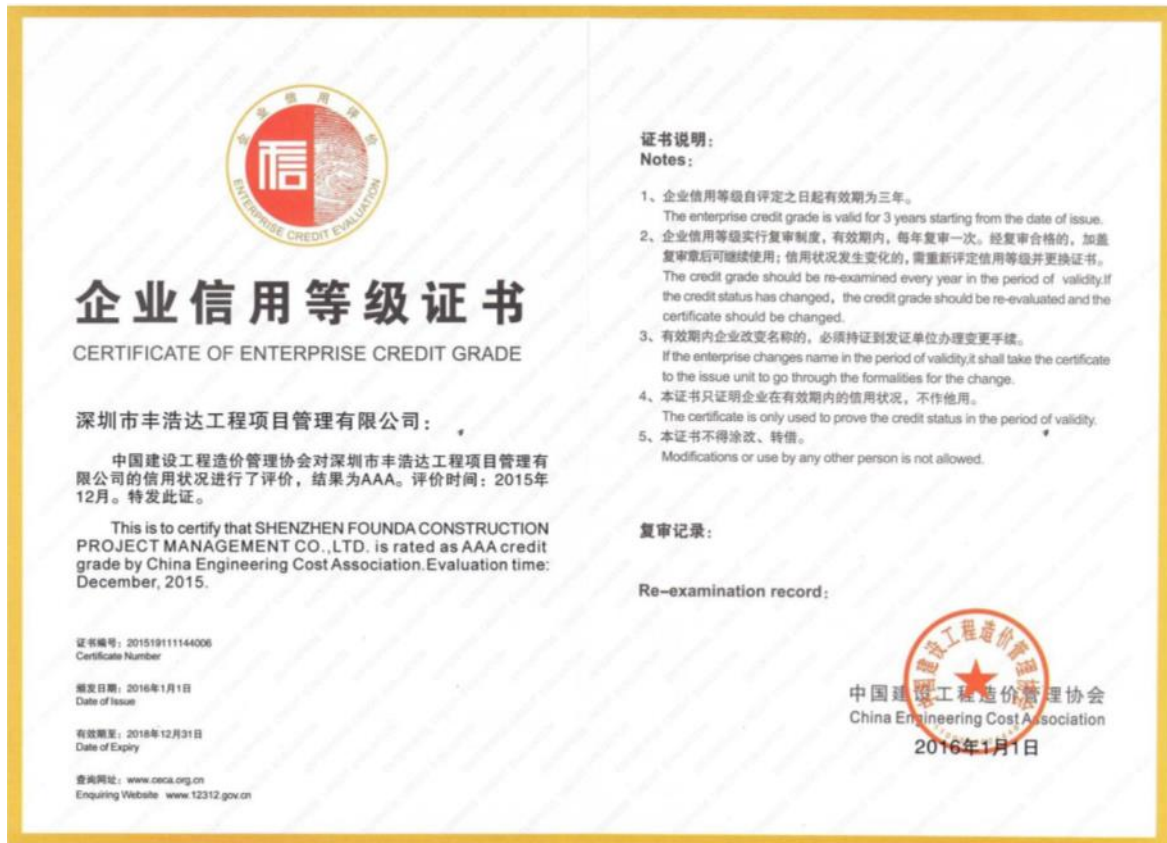 企业信用评价
信
ENTERPRISE CREDIT EVALUATION
企业信用等级证书
CERTIFICATE OF ENTERPRISE CREDIT GRADE
深圳市丰浩达工程项目管理有限公司：
中国建设工程造价管理协会对深圳市丰浩达工程项目管理有
限公司的信用状况进行了评价，结果为AAA。评价时间：2015年
12月。特发此证。
This is to certify that SHENZHEN FOUNDA CONSTRUCTION
PROJECT MANAGEMENT CO.,LTD. is rated as AAA credit
grade by China Engineering Cost Association.Evaluation time:
December, 2015.
证书编号：201519111144006
Certificate Number
颁发日期：2016年1月1日
Date of Issue
有效期至：2018年12月31日
Date of Expiry
查询网址：www.ceca.org.cn
Enquiring Website www.12312.gov.cn
证书说明：
Notes：
1、企业信用等级自评定之日起有效期为三年。
The enterprise credit grade is valid for 3 years starting from the date of issue.
2、企业信用等级实行复审制度，有效期内，每年复审一次。经复审合格的，加盖
复审章后可继续使用；信用状况发生变化的，需重新评定信用等级并更换证书。
The credit grade should be re-examined every year in the period of validity.If
the credit status has changed, the credit grade should be re-evaluated and the
certificate should be changed.
3、有效期内企业改变名称的，必须持证到发证单位办理变更手续。
If the enterprise changes name in the period of validity,it shall take the certificate
to the issue unit to go through the formalities for the change.
4、本证书只证明企业在有效期内的信用状况，不作他用。
The certificate is only used to prove the credit status in the period of validity.
5、本证书不得涂改、转借。
Modifications or use by any other person is not allowed.
复审记录：
Re-examination record：
中国建设工程造价管理协会
中国建设工程造价管理协会
China Engineering Cost Association
2016年1月1日